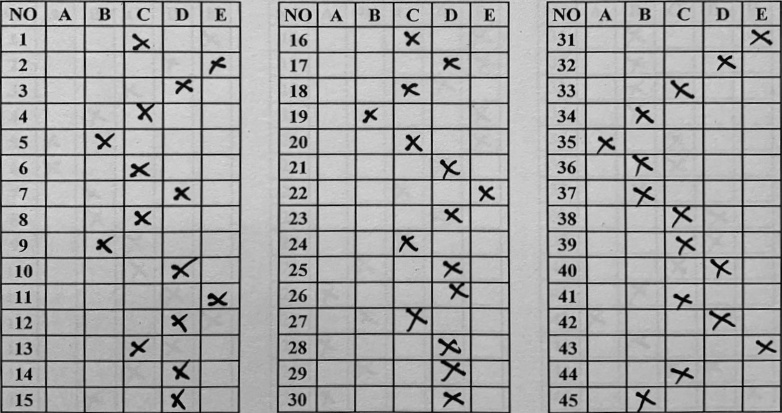 NO A B C D E
1 X
2 X
3 X
4 X
5 X
6 X
7 X
8 X
9 X
10 X
11 X
12 X
13 X
14 X
15 X
NO A B C D E
16 X
17 X
18 X
19 X
20 X
21 X
22 X
23 X
24 X
25 X
26 X
27 X
28 X
29 X
30 X
NO A B C D E
31 X
32 X
33 X
34 X
35 X
36 X
37 X
38 X
39 X
40 X
41 X
42 X
43 X
44 X
45 X